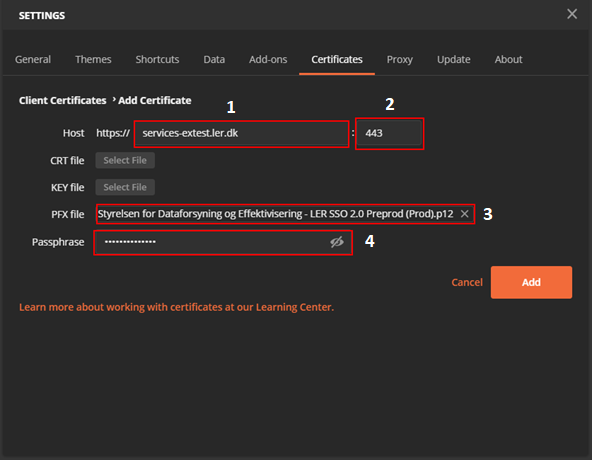 SETTINGS
General Themes Shortcuts Data Add-ons Certificates Proxy Update About
Client Certificates > Add Certificate
1 2
Host https:// services-extest.ler.dk : 443
CRT file Select File
KEY file Select File
PFX file Styrelsen for Dataforsyning og Effektivisering - LER SSO 2.0 Preprod (Prod).p12 3
Passphrase •••••••••••••• 4
Cancel Add
Learn more about working with certificates at our Learning Center.